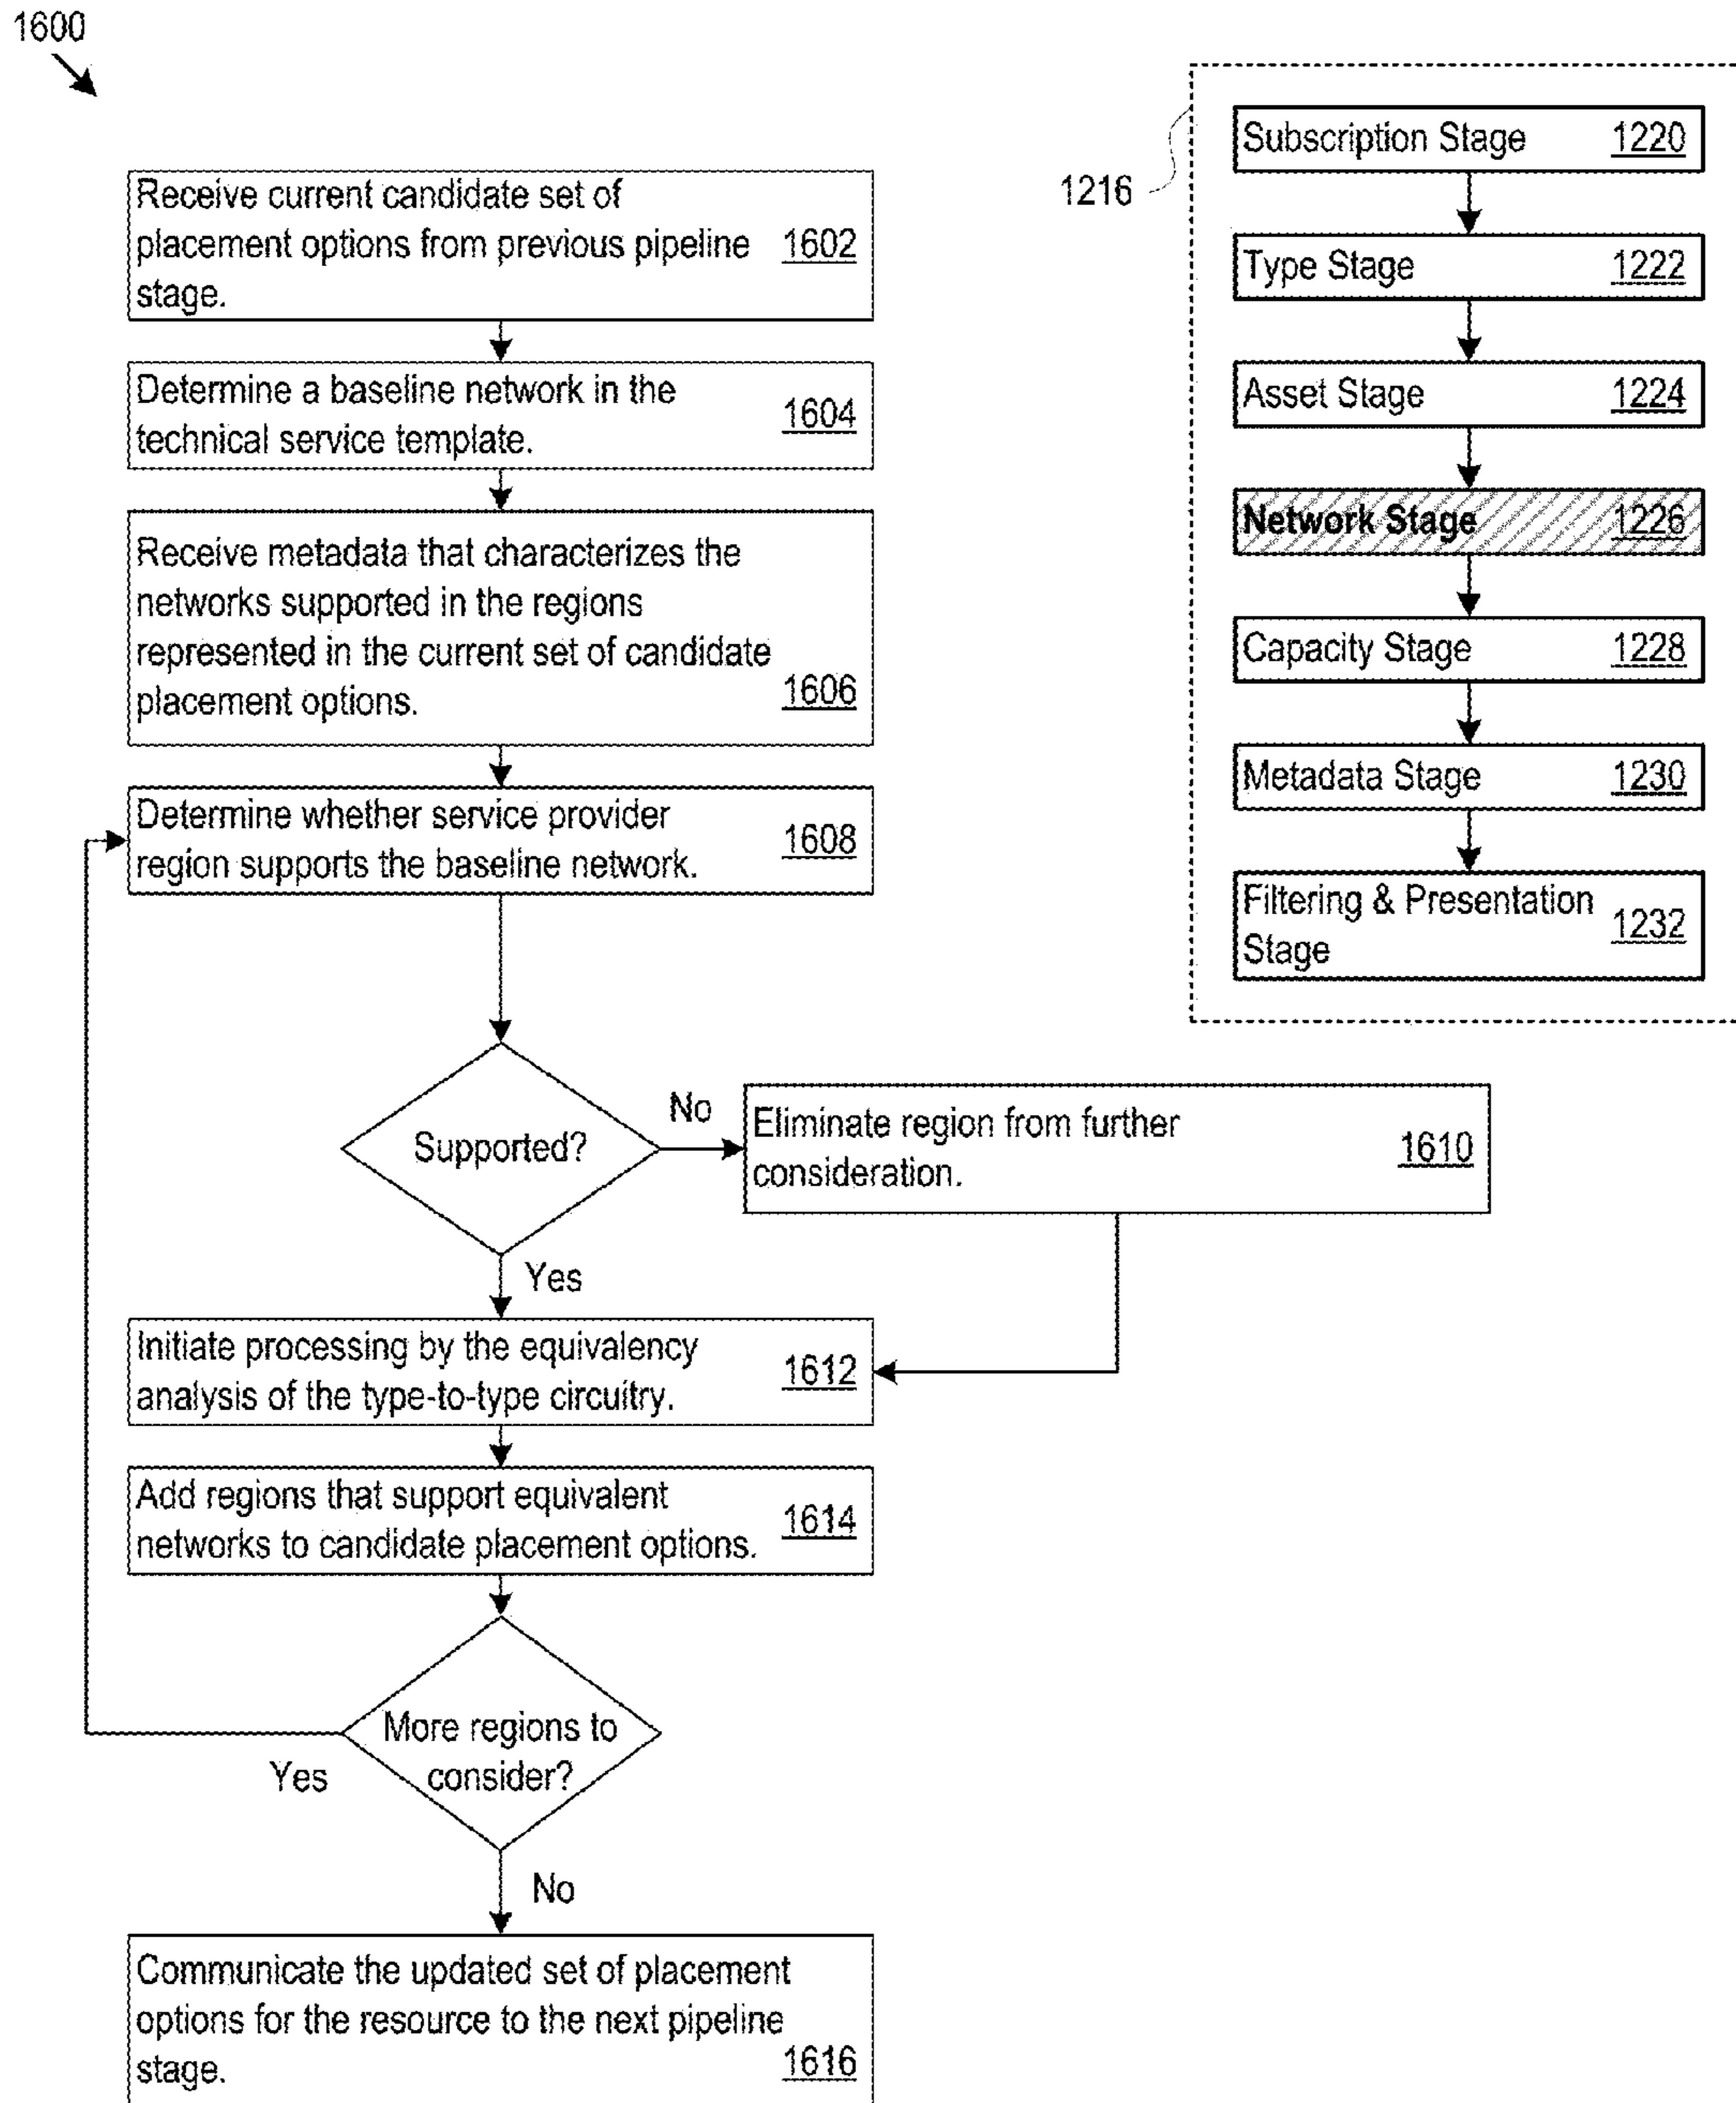 1600
Receive current candidate set of
placement options from previous pipeline 1602
stage.
Determine a baseline network in the
technical service template. 1604
Receive metadata that characterizes the
networks supported in the regions
represented in the current set of candidate
placement options. 1606
Determine whether service provider
region supports the baseline network. 1608
Supported?
No
Eliminate region from further
consideration. 1610
Yes
Initiate processing by the equivalency
analysis of the type-to-type circuitry. 1612
Add regions that support equivalent
networks to candidate placement options. 1614
More regions to
consider?
Yes
No
Communicate the updated set of placement
options for the resource to the next pipeline
stage. 1616
1216
Subscription Stage 1220
Type Stage 1222
Asset Stage 1224
Network Stage 1226
Capacity Stage 1228
Metadata Stage 1230
Filtering & Presentation 1232
Stage